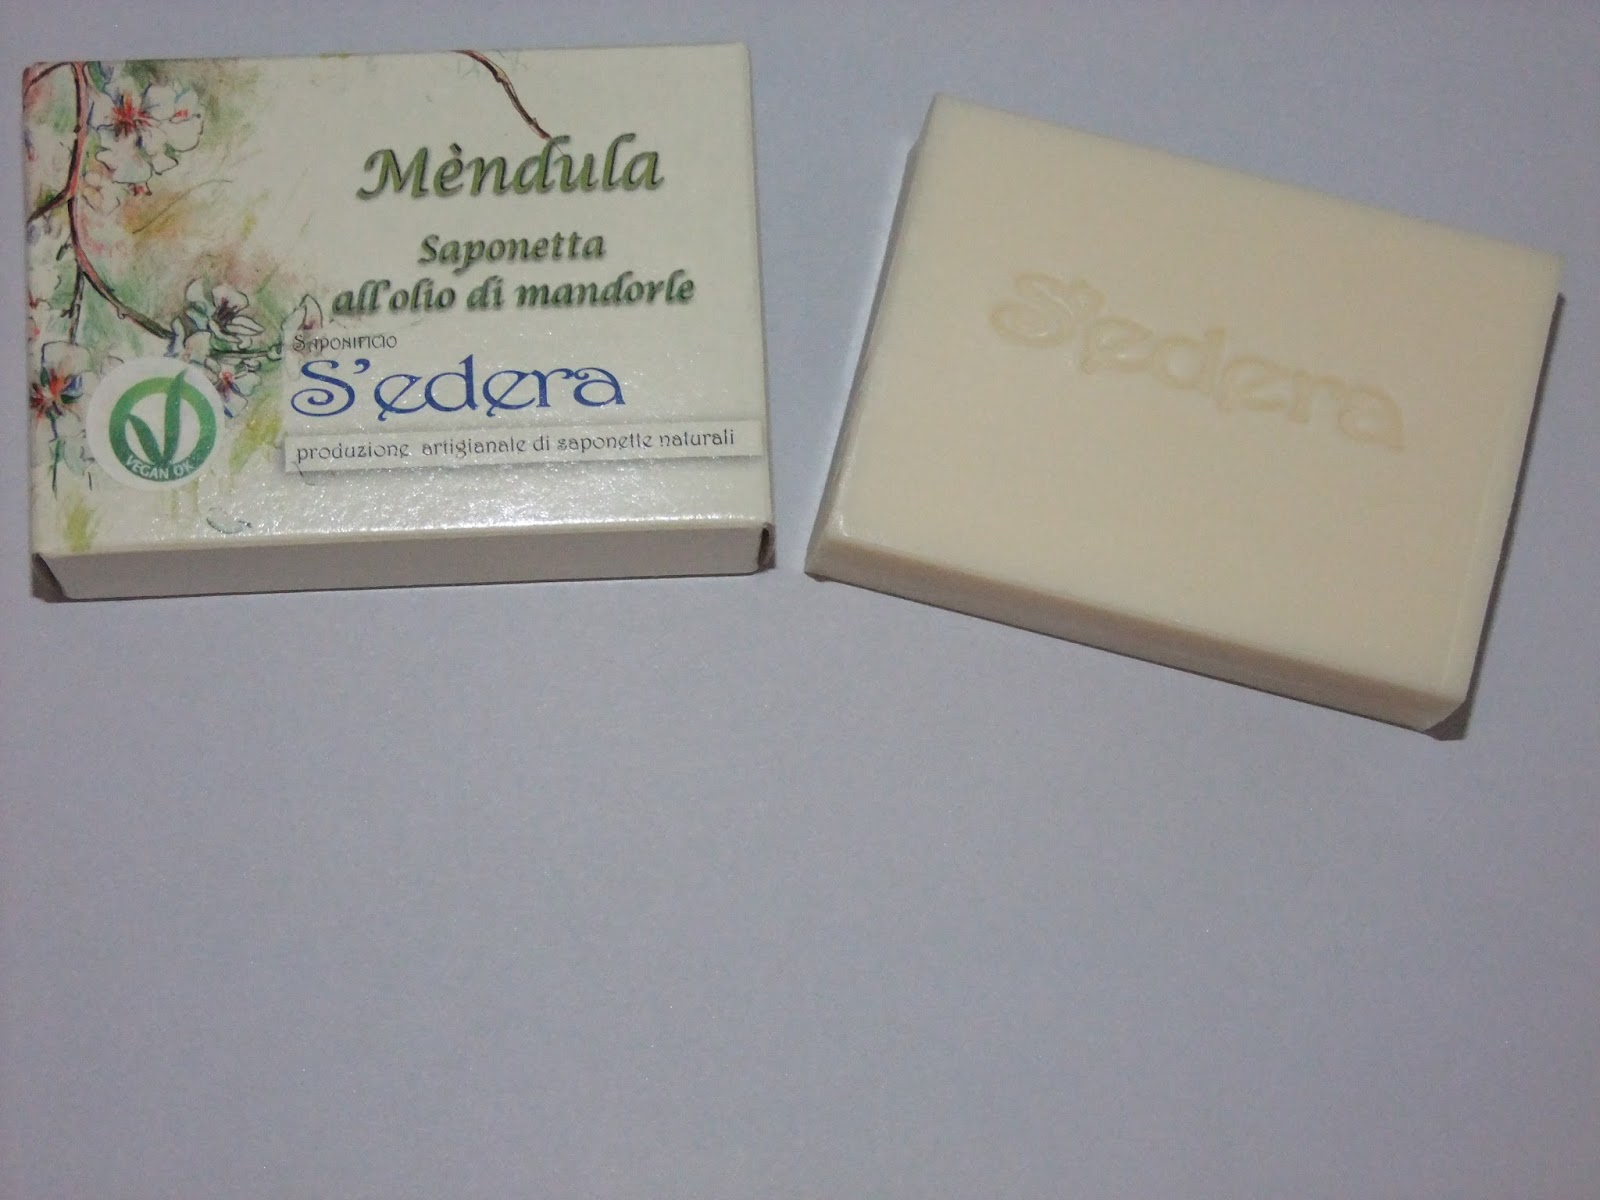 Mèndula
Saponetta
all'olio di mandorle
SAPONIFICIO
S'edera
produzione artigianale di saponette naturali
VEGAN OK
S'edera